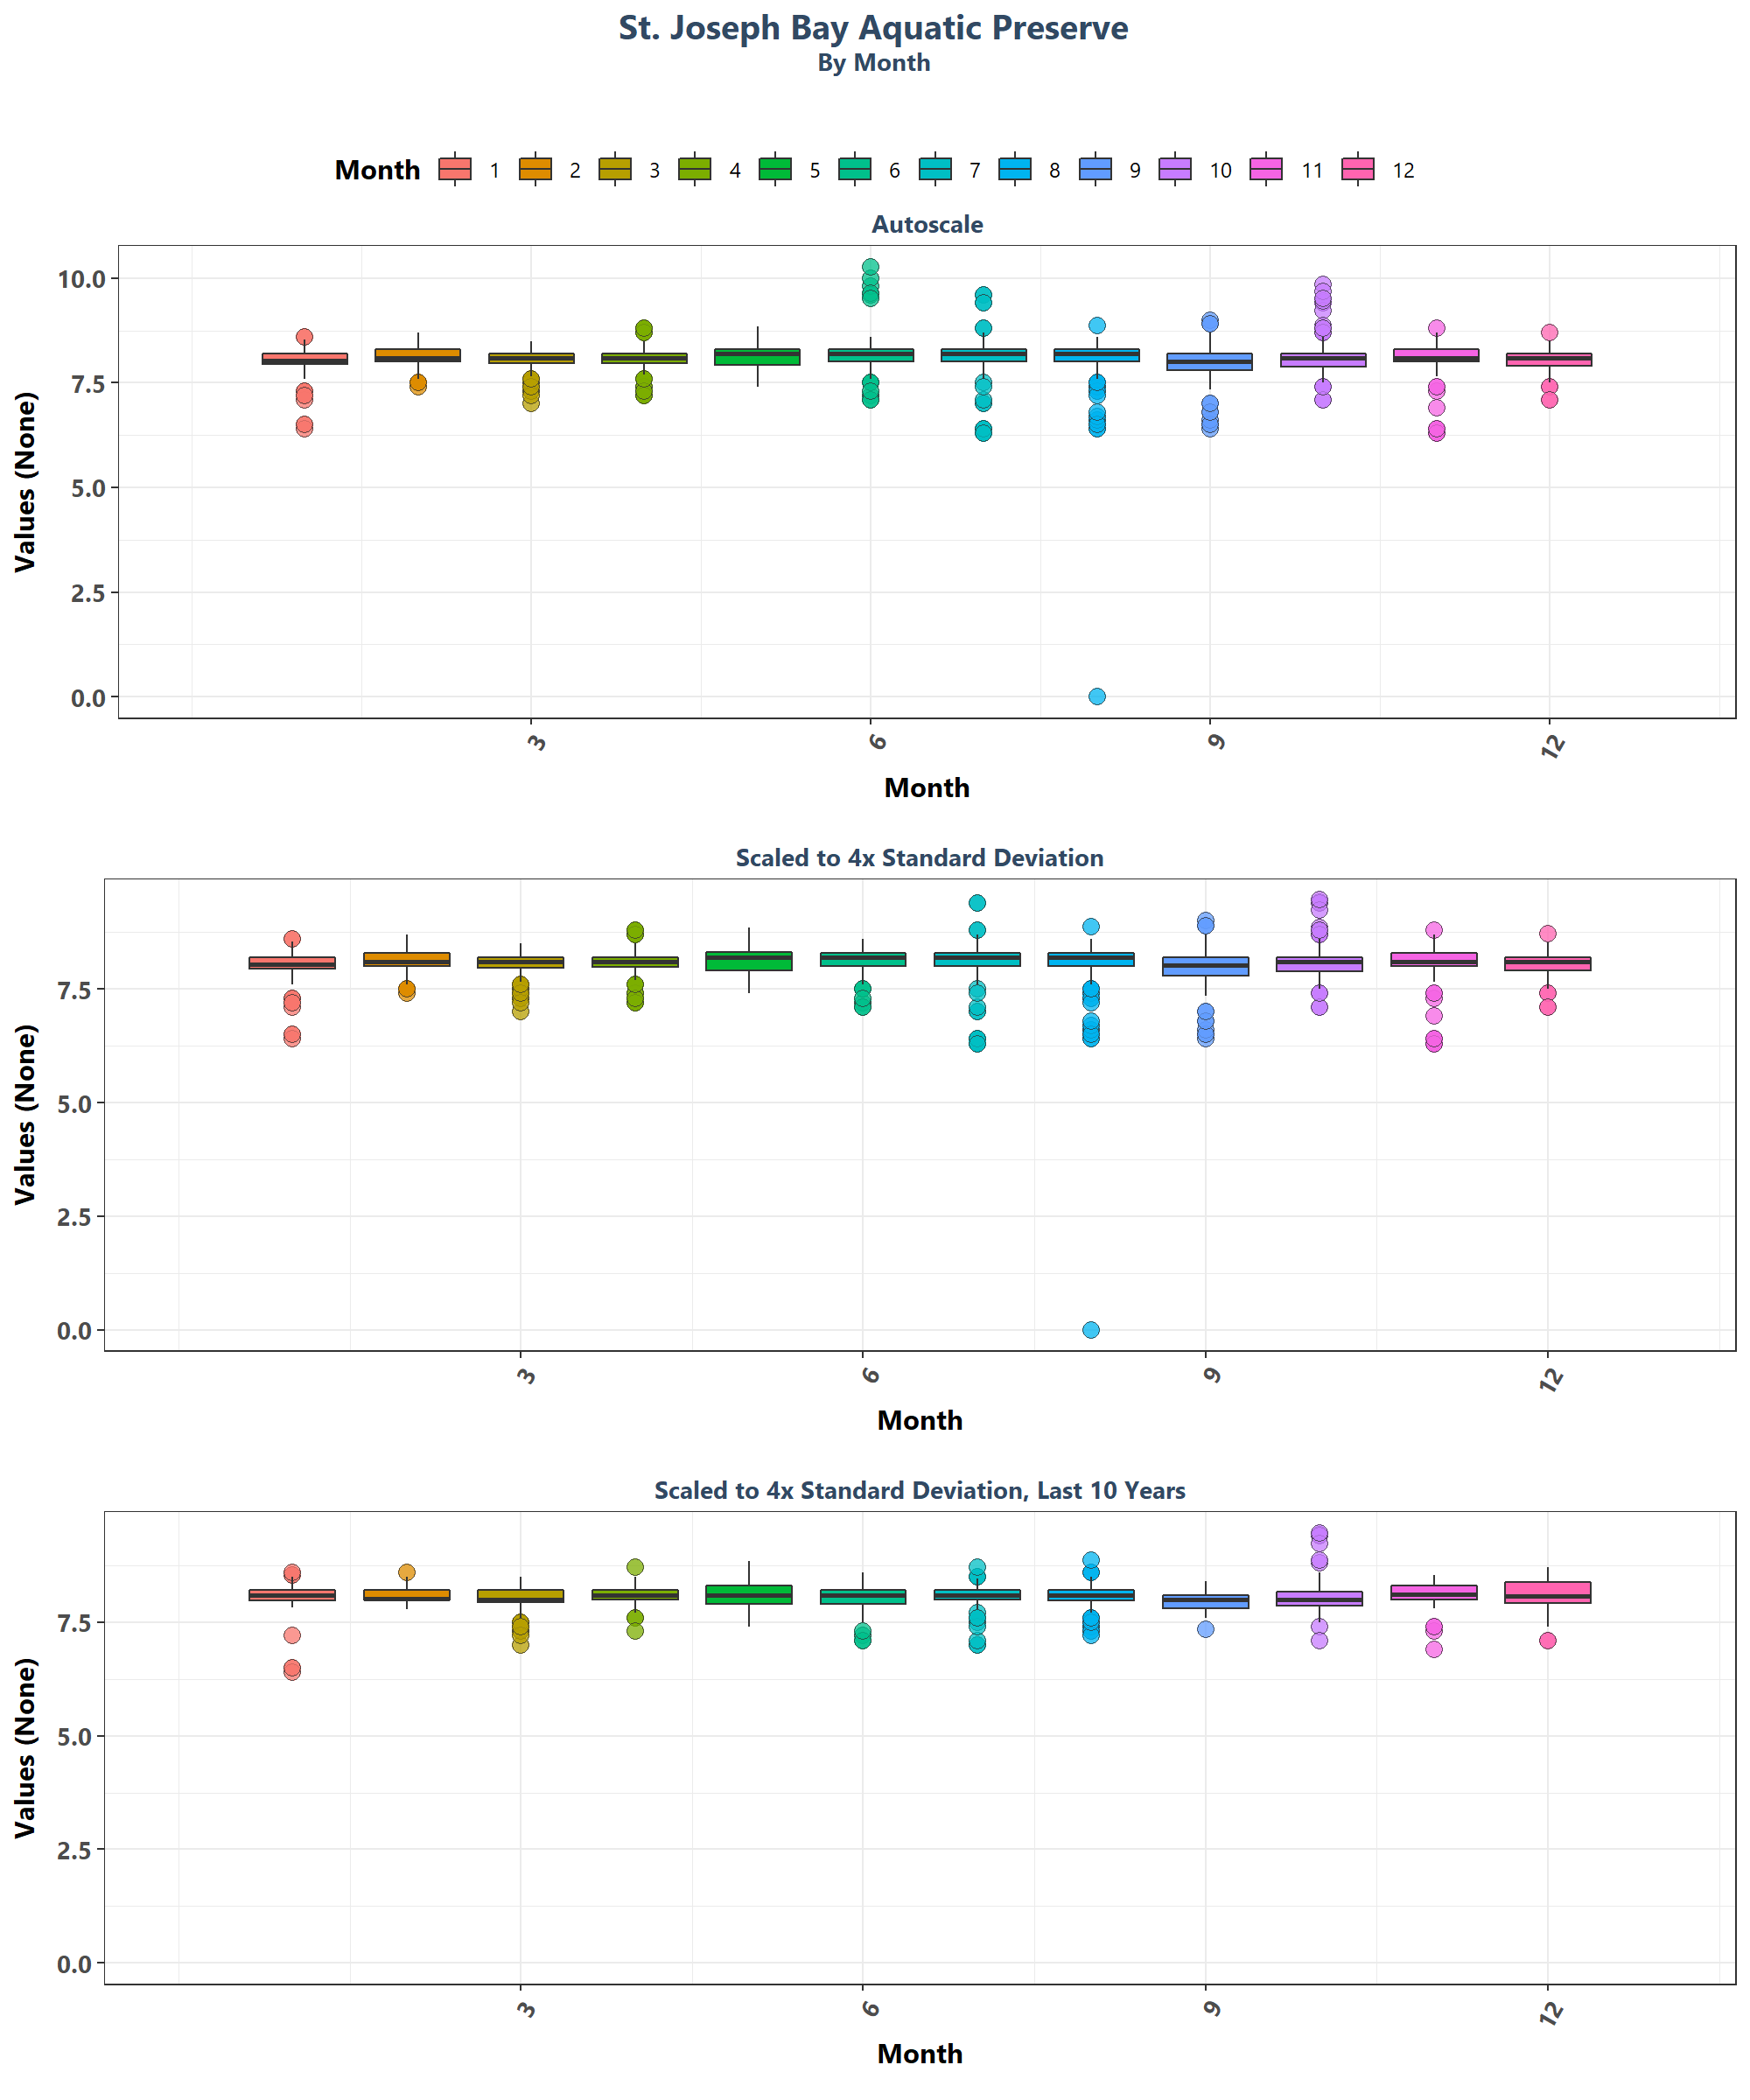 St. Joseph Bay Aquatic Preserve
By Month
Month 1 2 3 4 5 6 7 8 9 10 11 12
Autoscale
Values (None)
10.0
7.5
5.0
2.5
0.0
3 6 9 12
Month
Scaled to 4x Standard Deviation
Values (None)
7.5
5.0
2.5
0.0
3 6 9 12
Month
Scaled to 4x Standard Deviation, Last 10 Years
Values (None)
7.5
5.0
2.5
0.0
3 6 9 12
Month